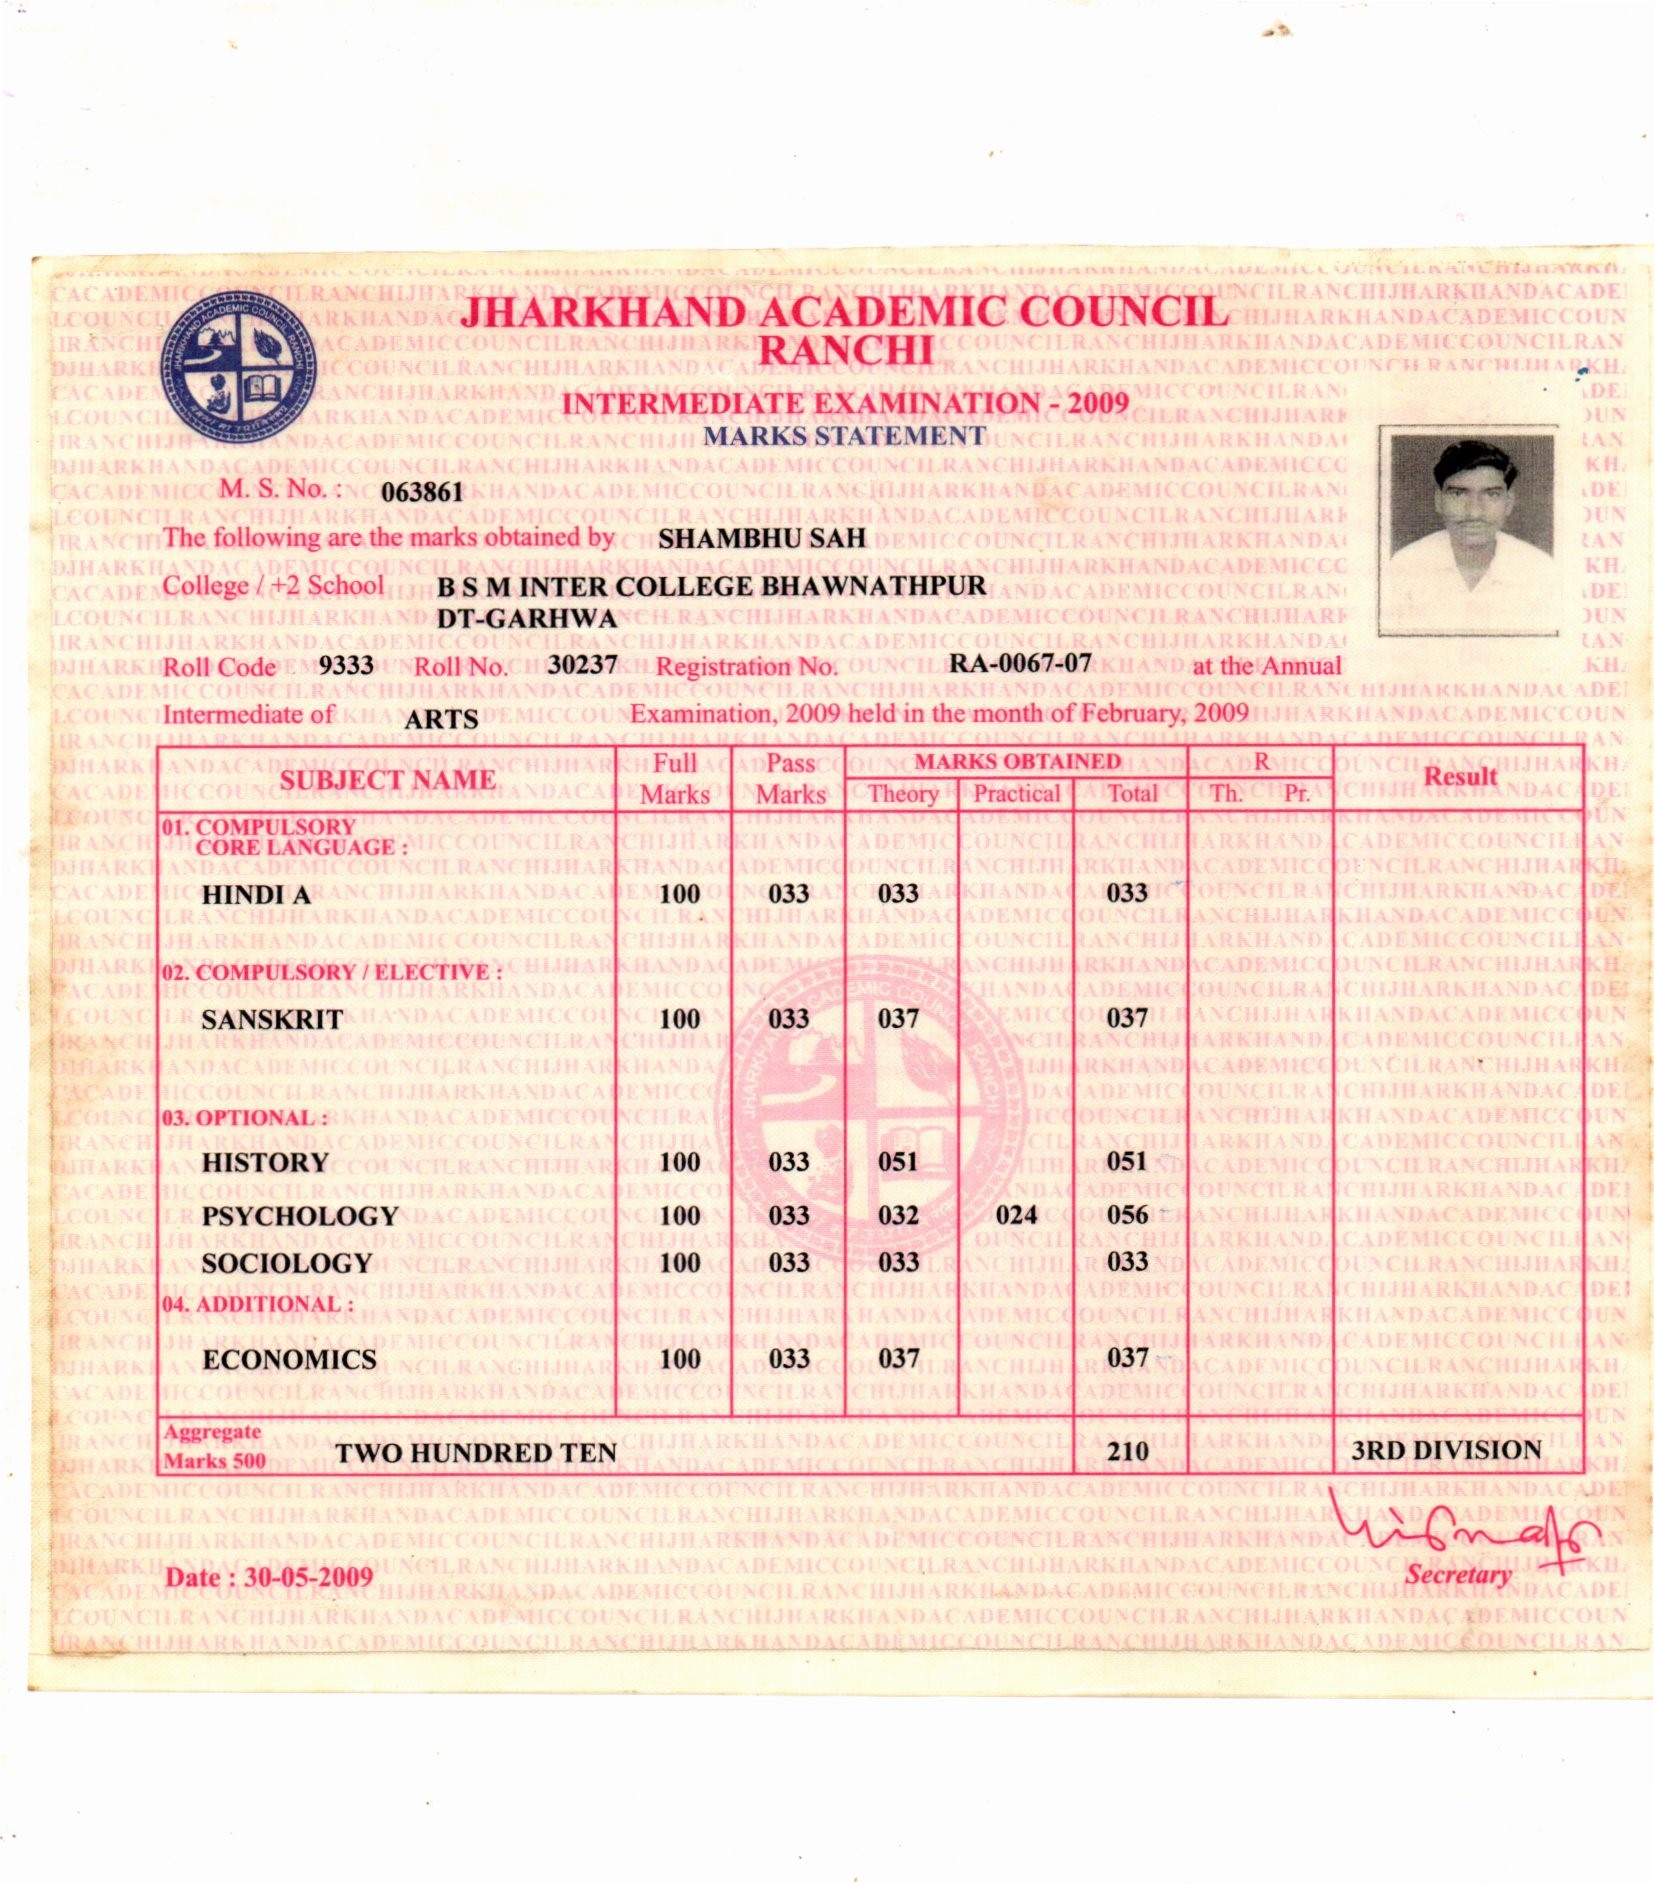 JHARKHAND ACADEMIC COUNCIL
RANCHI
INTERMEDIATE EXAMINATION - 2009
MARKS STATEMENT
M. S. No. : 063861
The following are the marks obtained by SHAMBHU SAH
College / +2 School B S M INTER COLLEGE BHAWNATHPUR
DT-GARHWA
Roll Code 9333 Roll No. 30237 Registration No. RA-0067-07 at the Annual
Intermediate of ARTS Examination, 2009 held in the month of February, 2009
SUBJECT NAME Full Marks Pass Marks MARKS OBTAINED R Result
Theory Practical Total Th. Pr.
01. COMPULSORY
CORE LANGUAGE :
HINDI A 100 033 033 033
02. COMPULSORY / ELECTIVE :
SANSKRIT 100 033 037 037
03. OPTIONAL :
HISTORY 100 033 051 051
PSYCHOLOGY 100 033 032 024 056
SOCIOLOGY 100 033 033 033
04. ADDITIONAL :
ECONOMICS 100 033 037 037
Aggregate
Marks 500 TWO HUNDRED TEN 210 3RD DIVISION
Date : 30-05-2009
Secretary